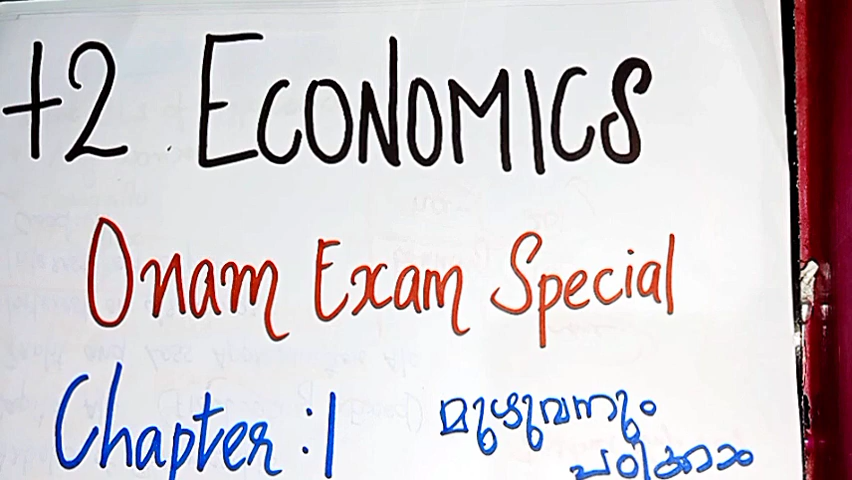 +2 ECONOMICS
Onam Exam Special
Chapter :1 മുഴുവനും
പഠിക്കാം